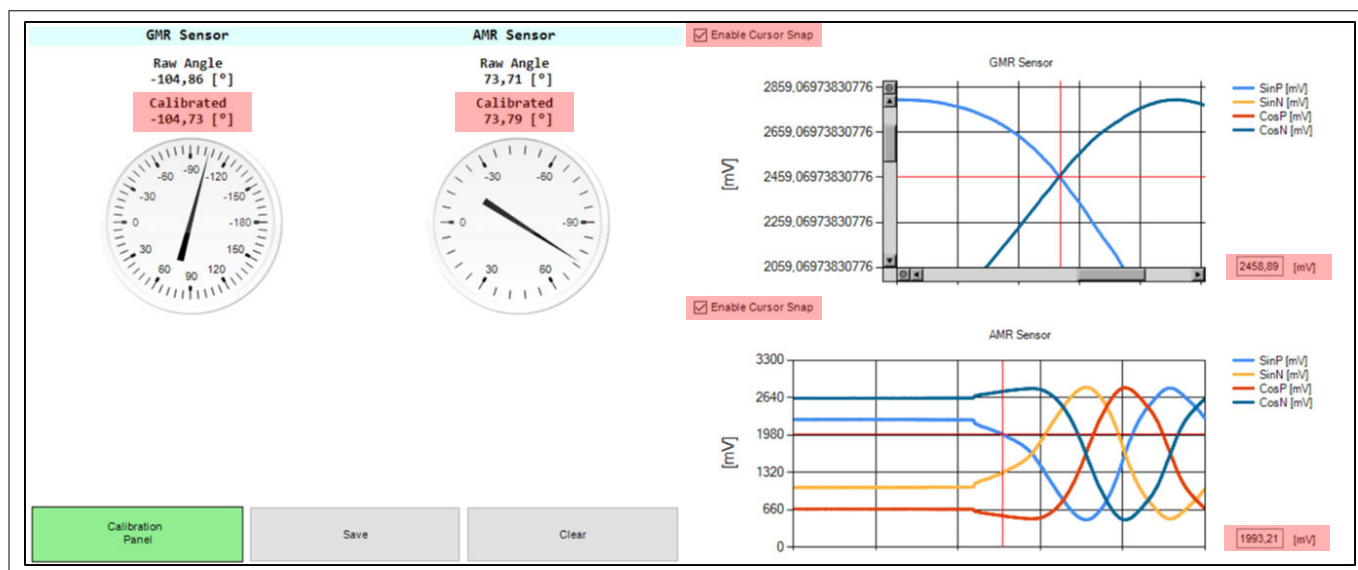 GMR Sensor
AMR Sensor
Raw Angle
-104,86 [°]
Raw Angle
73,71 [°]
Calibrated
-104,73 [°]
Calibrated
73,79 [°]
-90
-60
-120
-30
-150
0
-180
30
150
60
90
120
-30
-60
0
-90
30
60
Calibration
Panel
Save
Clear
Enable Cursor Snap
GMR Sensor
2859,06973830776
2659,06973830776
2459,06973830776
2259,06973830776
2059,06973830776
[mV]
SinP [mV]
SinN [mV]
CosP [mV]
CosN [mV]
2458,89 [mV]
Enable Cursor Snap
AMR Sensor
3300
2640
1980
1320
660
0
[mV]
SinP [mV]
SinN [mV]
CosP [mV]
CosN [mV]
1993,21 [mV]